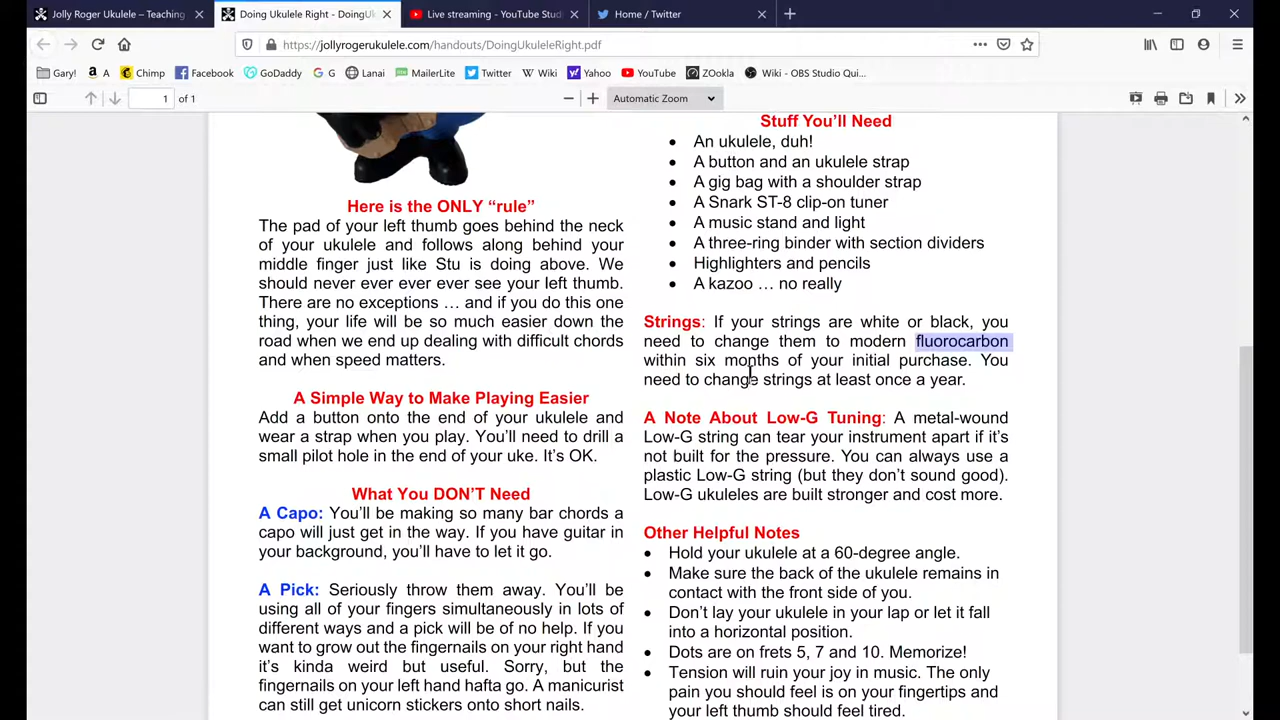 Jolly Roger Ukulele – Teaching
Doing Ukulele Right - DoingUk
Live streaming - YouTube Stud
Home / Twitter
https://jollyrogerukulele.com/handouts/DoingUkuleleRight.pdf
Gary!
A
Chimp
Facebook
GoDaddy
G
Lanai
MailerLite
Twitter
Wiki
Yahoo
YouTube
ZOokla
Wiki - OBS Studio Qui...
1 of 1
Automatic Zoom
Here is the ONLY “rule”
The pad of your left thumb goes behind the neck
of your ukulele and follows along behind your
middle finger just like Stu is doing above. We
should never ever ever ever see your left thumb.
There are no exceptions … and if you do this one
thing, your life will be so much easier down the
road when we end up dealing with difficult chords
and when speed matters.
A Simple Way to Make Playing Easier
Add a button onto the end of your ukulele and
wear a strap when you play. You’ll need to drill a
small pilot hole in the end of your uke. It’s OK.
What You DON’T Need
A Capo: You’ll be making so many bar chords a
capo will just get in the way. If you have guitar in
your background, you’ll have to let it go.
A Pick: Seriously throw them away. You’ll be
using all of your fingers simultaneously in lots of
different ways and a pick will be of no help. If you
want to grow out the fingernails on your right hand
it’s kinda weird but useful. Sorry, but the
fingernails on your left hand hafta go. A manicurist
can still get unicorn stickers onto short nails.
Stuff You’ll Need
• An ukulele, duh!
• A button and an ukulele strap
• A gig bag with a shoulder strap
• A Snark ST-8 clip-on tuner
• A music stand and light
• A three-ring binder with section dividers
• Highlighters and pencils
• A kazoo … no really
Strings: If your strings are white or black, you
need to change them to modern fluorocarbon
within six months of your initial purchase. You
need to change strings at least once a year.
A Note About Low-G Tuning: A metal-wound
Low-G string can tear your instrument apart if it’s
not built for the pressure. You can always use a
plastic Low-G string (but they don’t sound good).
Low-G ukuleles are built stronger and cost more.
Other Helpful Notes
• Hold your ukulele at a 60-degree angle.
• Make sure the back of the ukulele remains in
contact with the front side of you.
• Don’t lay your ukulele in your lap or let it fall
into a horizontal position.
• Dots are on frets 5, 7 and 10. Memorize!
• Tension will ruin your joy in music. The only
pain you should feel is on your fingertips and
your left thumb should feel tired.